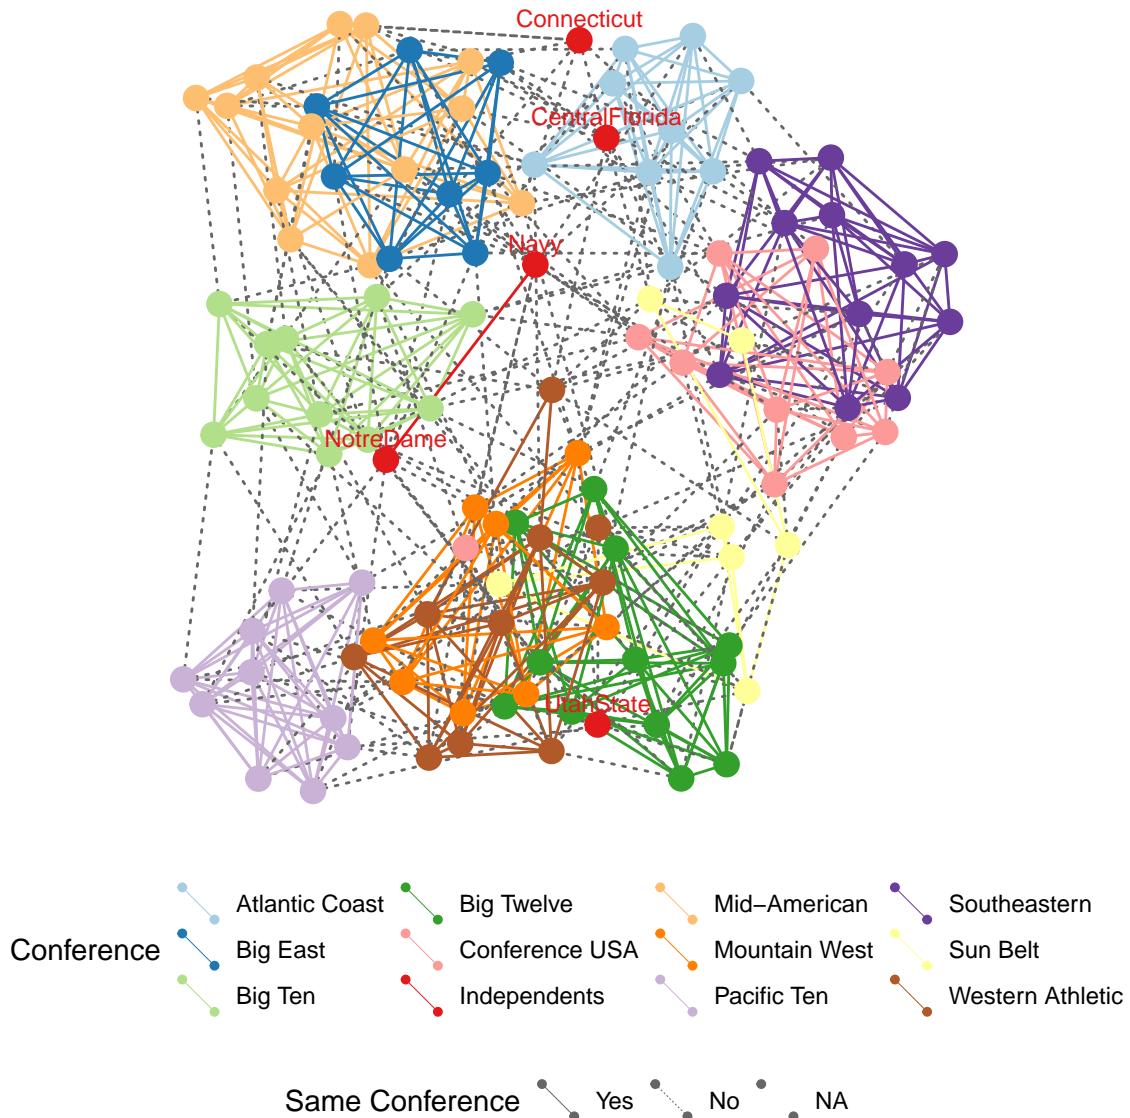 Connecticut
CentralFlorida
Navy
NotreDame
UtahState
Conference
Atlantic Coast
Big East
Big Ten
Big Twelve
Conference USA
Independents
Mid−American
Mountain West
Pacific Ten
Southeastern
Sun Belt
Western Athletic
Same Conference Yes No NA